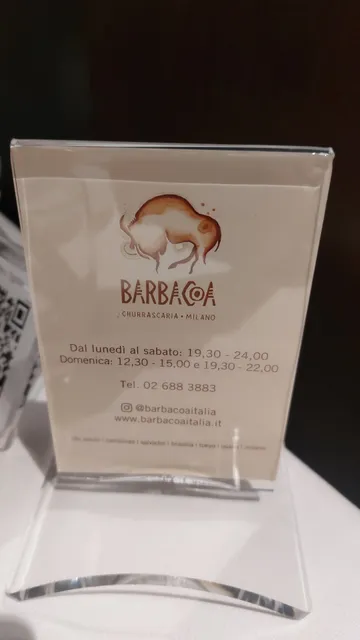 BARBACOA
CHURRASCARIA • MILANO
Dal lunedì al sabato: 19,30 - 24,00
Domenica: 12,30 - 15,00 e 19,30 - 22,00
Tel. 02 688 3883
@barbacoaitalia
www.barbacoaitalia.it